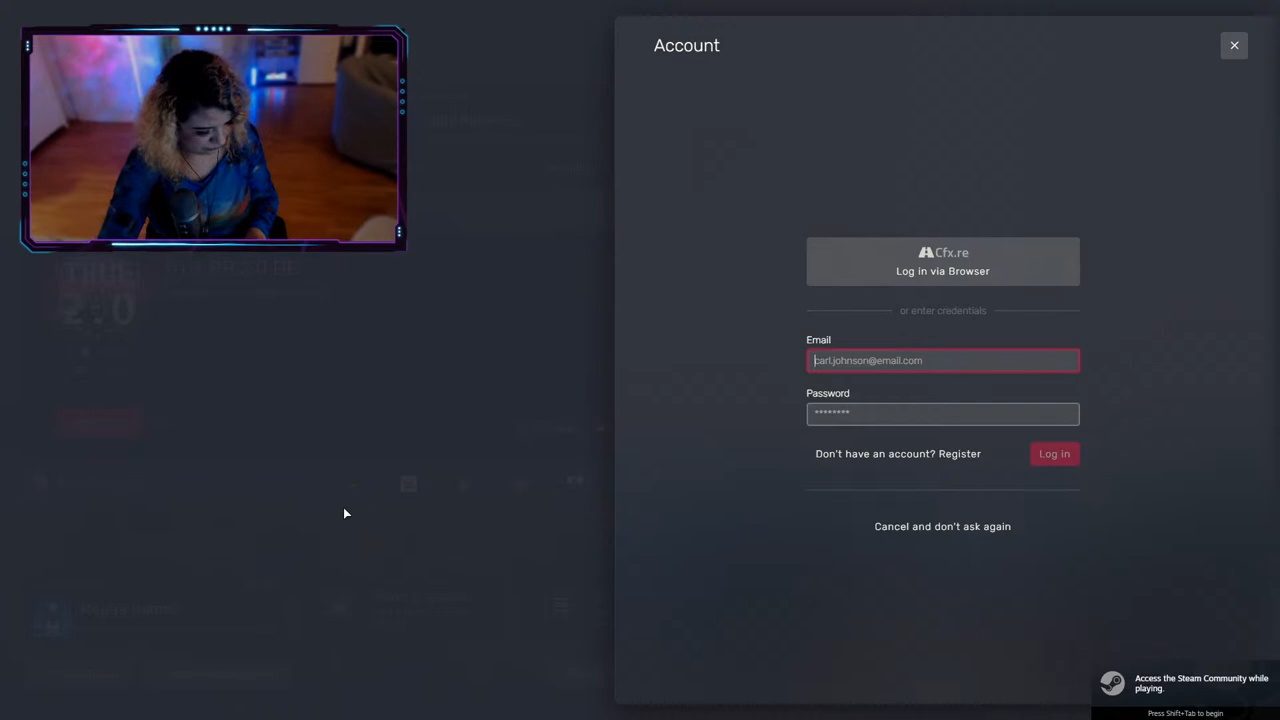 Account
Cfx.re
Log in via Browser
or enter credentials
Email
carl.johnson@email.com
Password
********
Don't have an account? Register
Log in
Cancel and don't ask again
Access the Steam Community while
playing.
Press Shift+Tab to begin